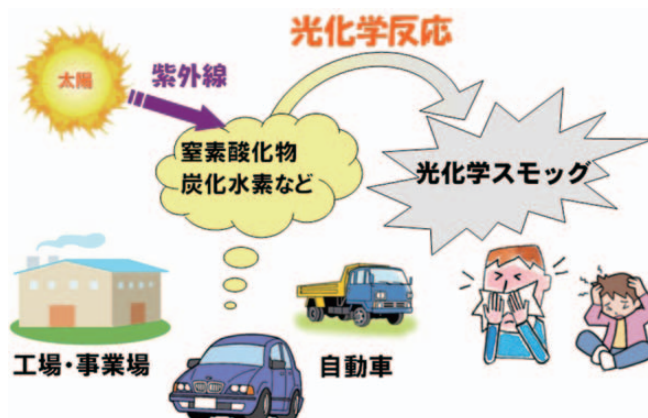 光化学反応
太陽
紫外線
窒素酸化物
炭化水素など
光化学スモッグ
工場・事業場
自動車